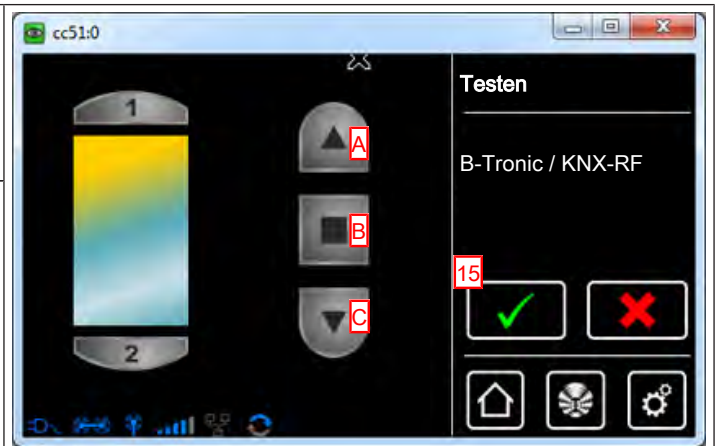 cc51:0
Testen
1
A
B-Tronic / KNX-RF
B
15
C
2